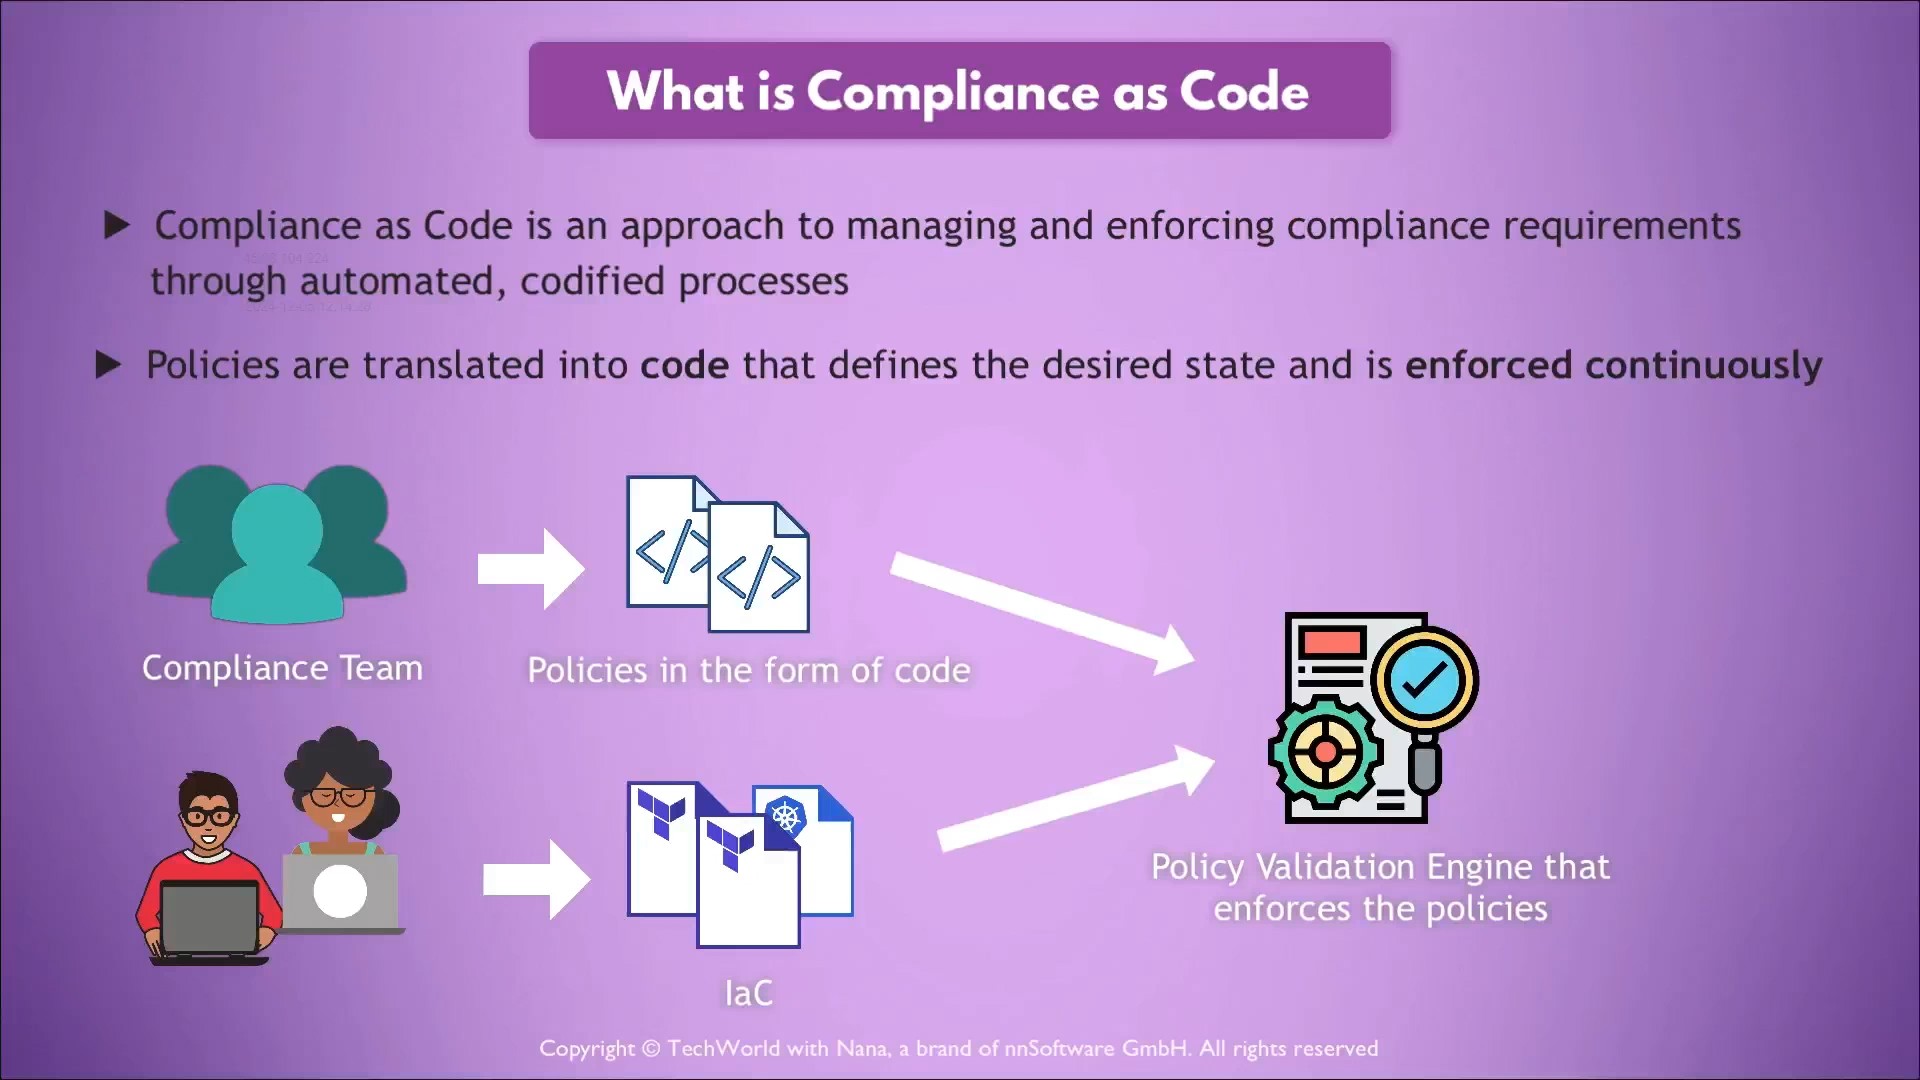 What is Compliance as Code
▶ Compliance as Code is an approach to managing and enforcing compliance requirements
through automated, codified processes
▶ Policies are translated into code that defines the desired state and is enforced continuously
</>
</>
Compliance Team
Policies in the form of code
Policy Validation Engine that
enforces the policies
IaC
Copyright © TechWorld with Nana, a brand of nnSoftware GmbH. All rights reserved